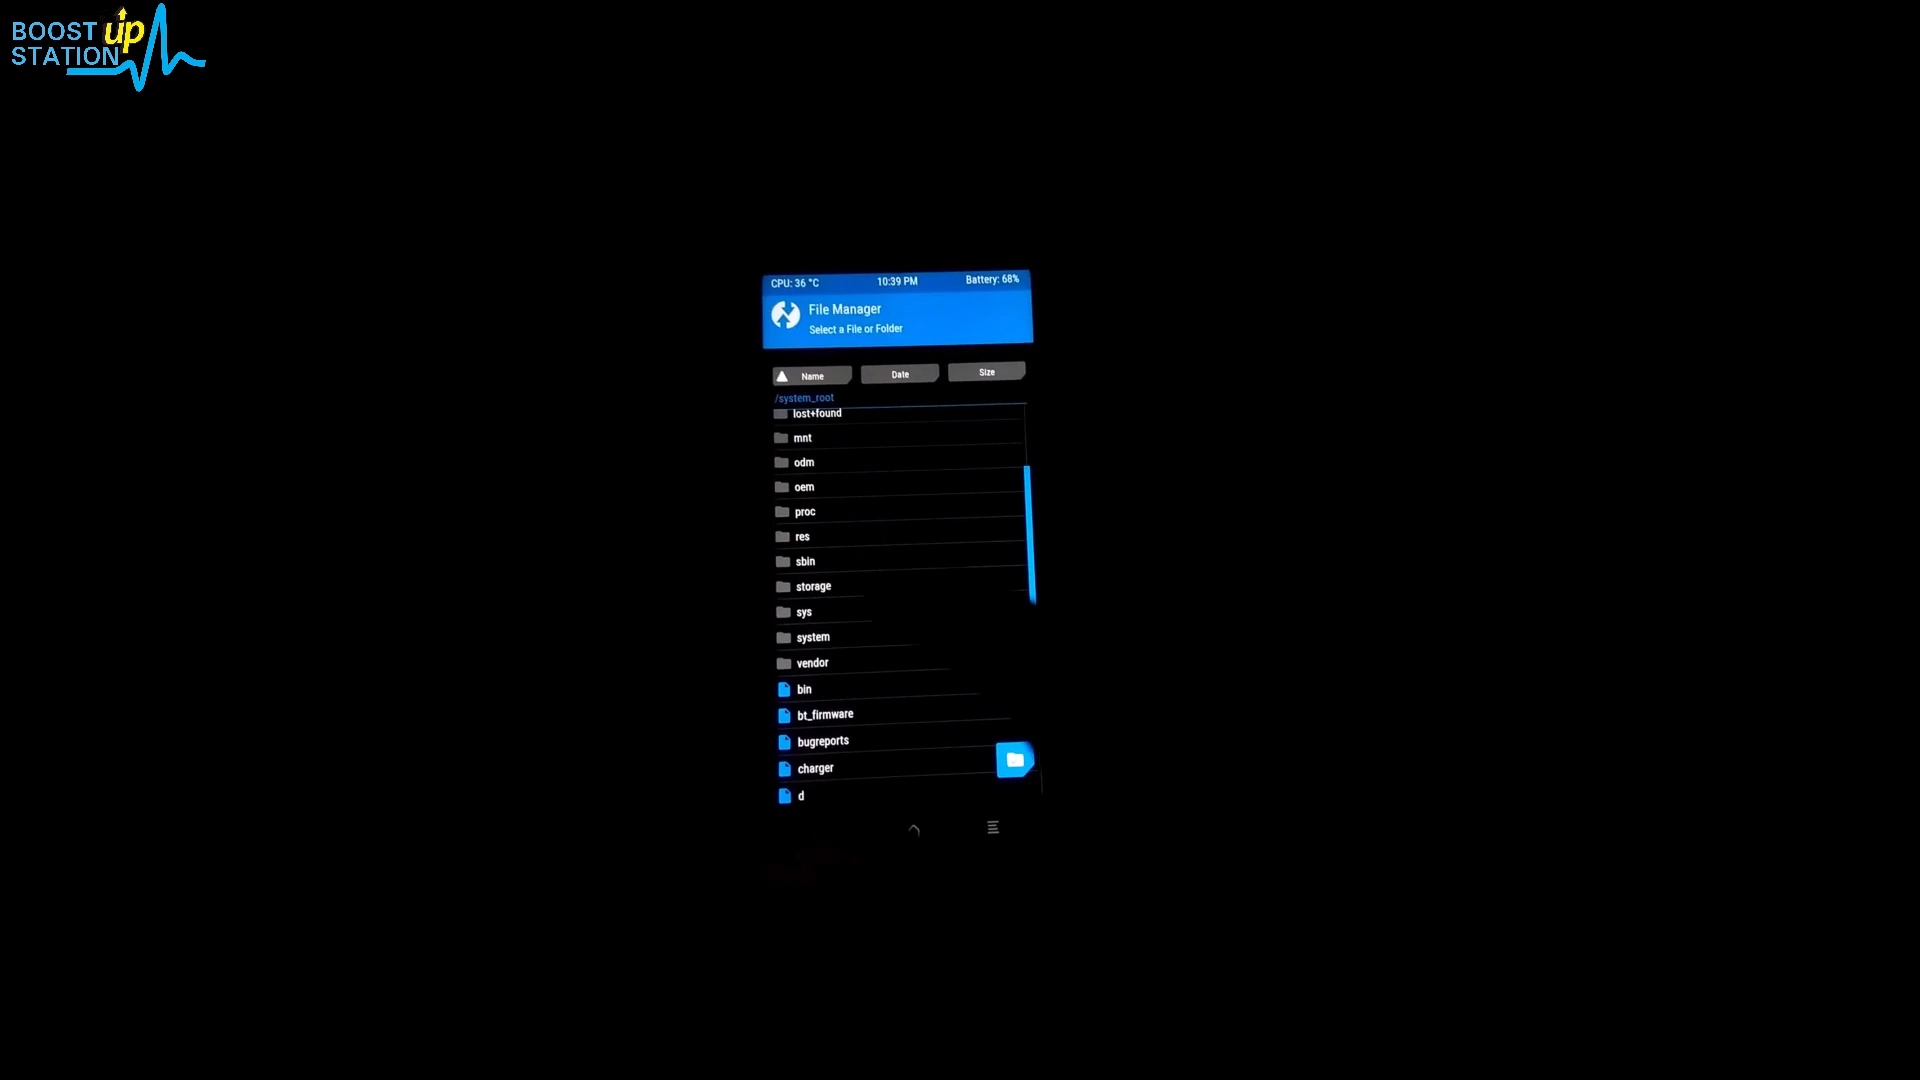 BOOST up
STATION
CPU: 36 °C 10:39 PM Battery: 68%
File Manager
Select a File or Folder
Name Date Size
/system_root
lost+found
mnt
odm
oem
proc
res
sbin
storage
sys
system
vendor
bin
bt_firmware
bugreports
charger
d